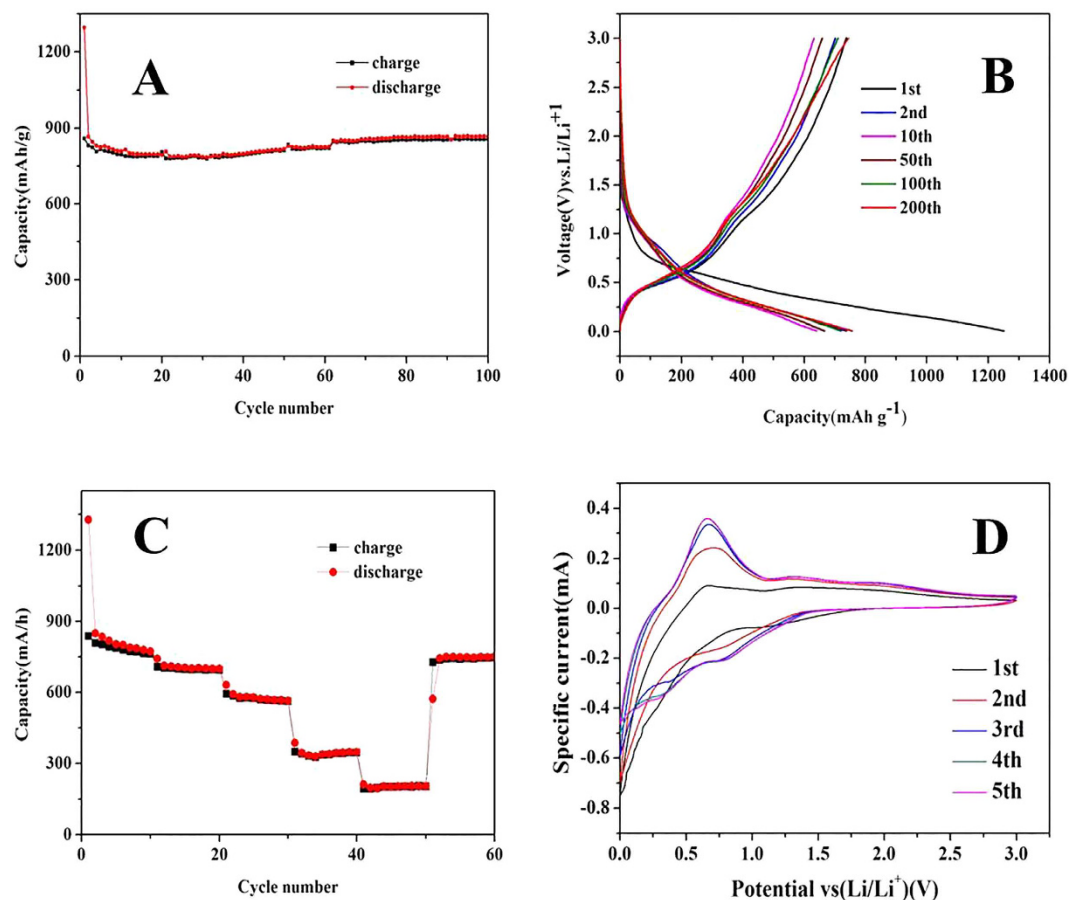 A
charge
discharge
Capacity(mAh/g)
1200
900
600
300
0
0 20 40 60 80 100
Cycle number
B
1st
2nd
10th
50th
100th
200th
Voltage(V)vs.Li/Li+1
3.0
2.5
2.0
1.5
1.0
0.5
0.0
0 200 400 600 800 1000 1200 1400
Capacity(mAh g-1)
C
charge
discharge
Capacity(mA/h)
1200
900
600
300
0
0 20 40 60
Cycle number
D
1st
2nd
3rd
4th
5th
Specific current(mA)
0.4
0.2
0.0
-0.2
-0.4
-0.6
-0.8
0.0 0.5 1.0 1.5 2.0 2.5 3.0
Potential vs(Li/Li+)(V)